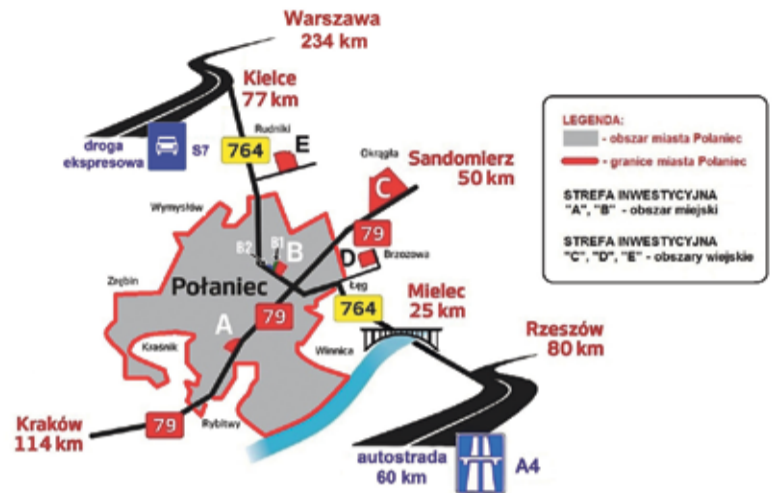 Warszawa
234 km
Kielce
77 km
droga
ekspresowa
S7
764
Rudniki
E
Okrągła
C
Sandomierz
50 km
LEGENDA:
- obszar miasta Połaniec
- granice miasta Połaniec
STREFA INWESTYCYJNA
"A", "B" - obszar miejski
STREFA INWESTYCYJNA
"C", "D", "E" - obszary wiejskie
Wymysłów
79
B2
B1
B
D
Brzozowa
Zrębin
Połaniec
Łęg
764
Mielec
25 km
79
A
Kraśnik
Winnica
Rzeszów
80 km
Kraków
114 km
79
Rybitwy
autostrada
60 km
A4